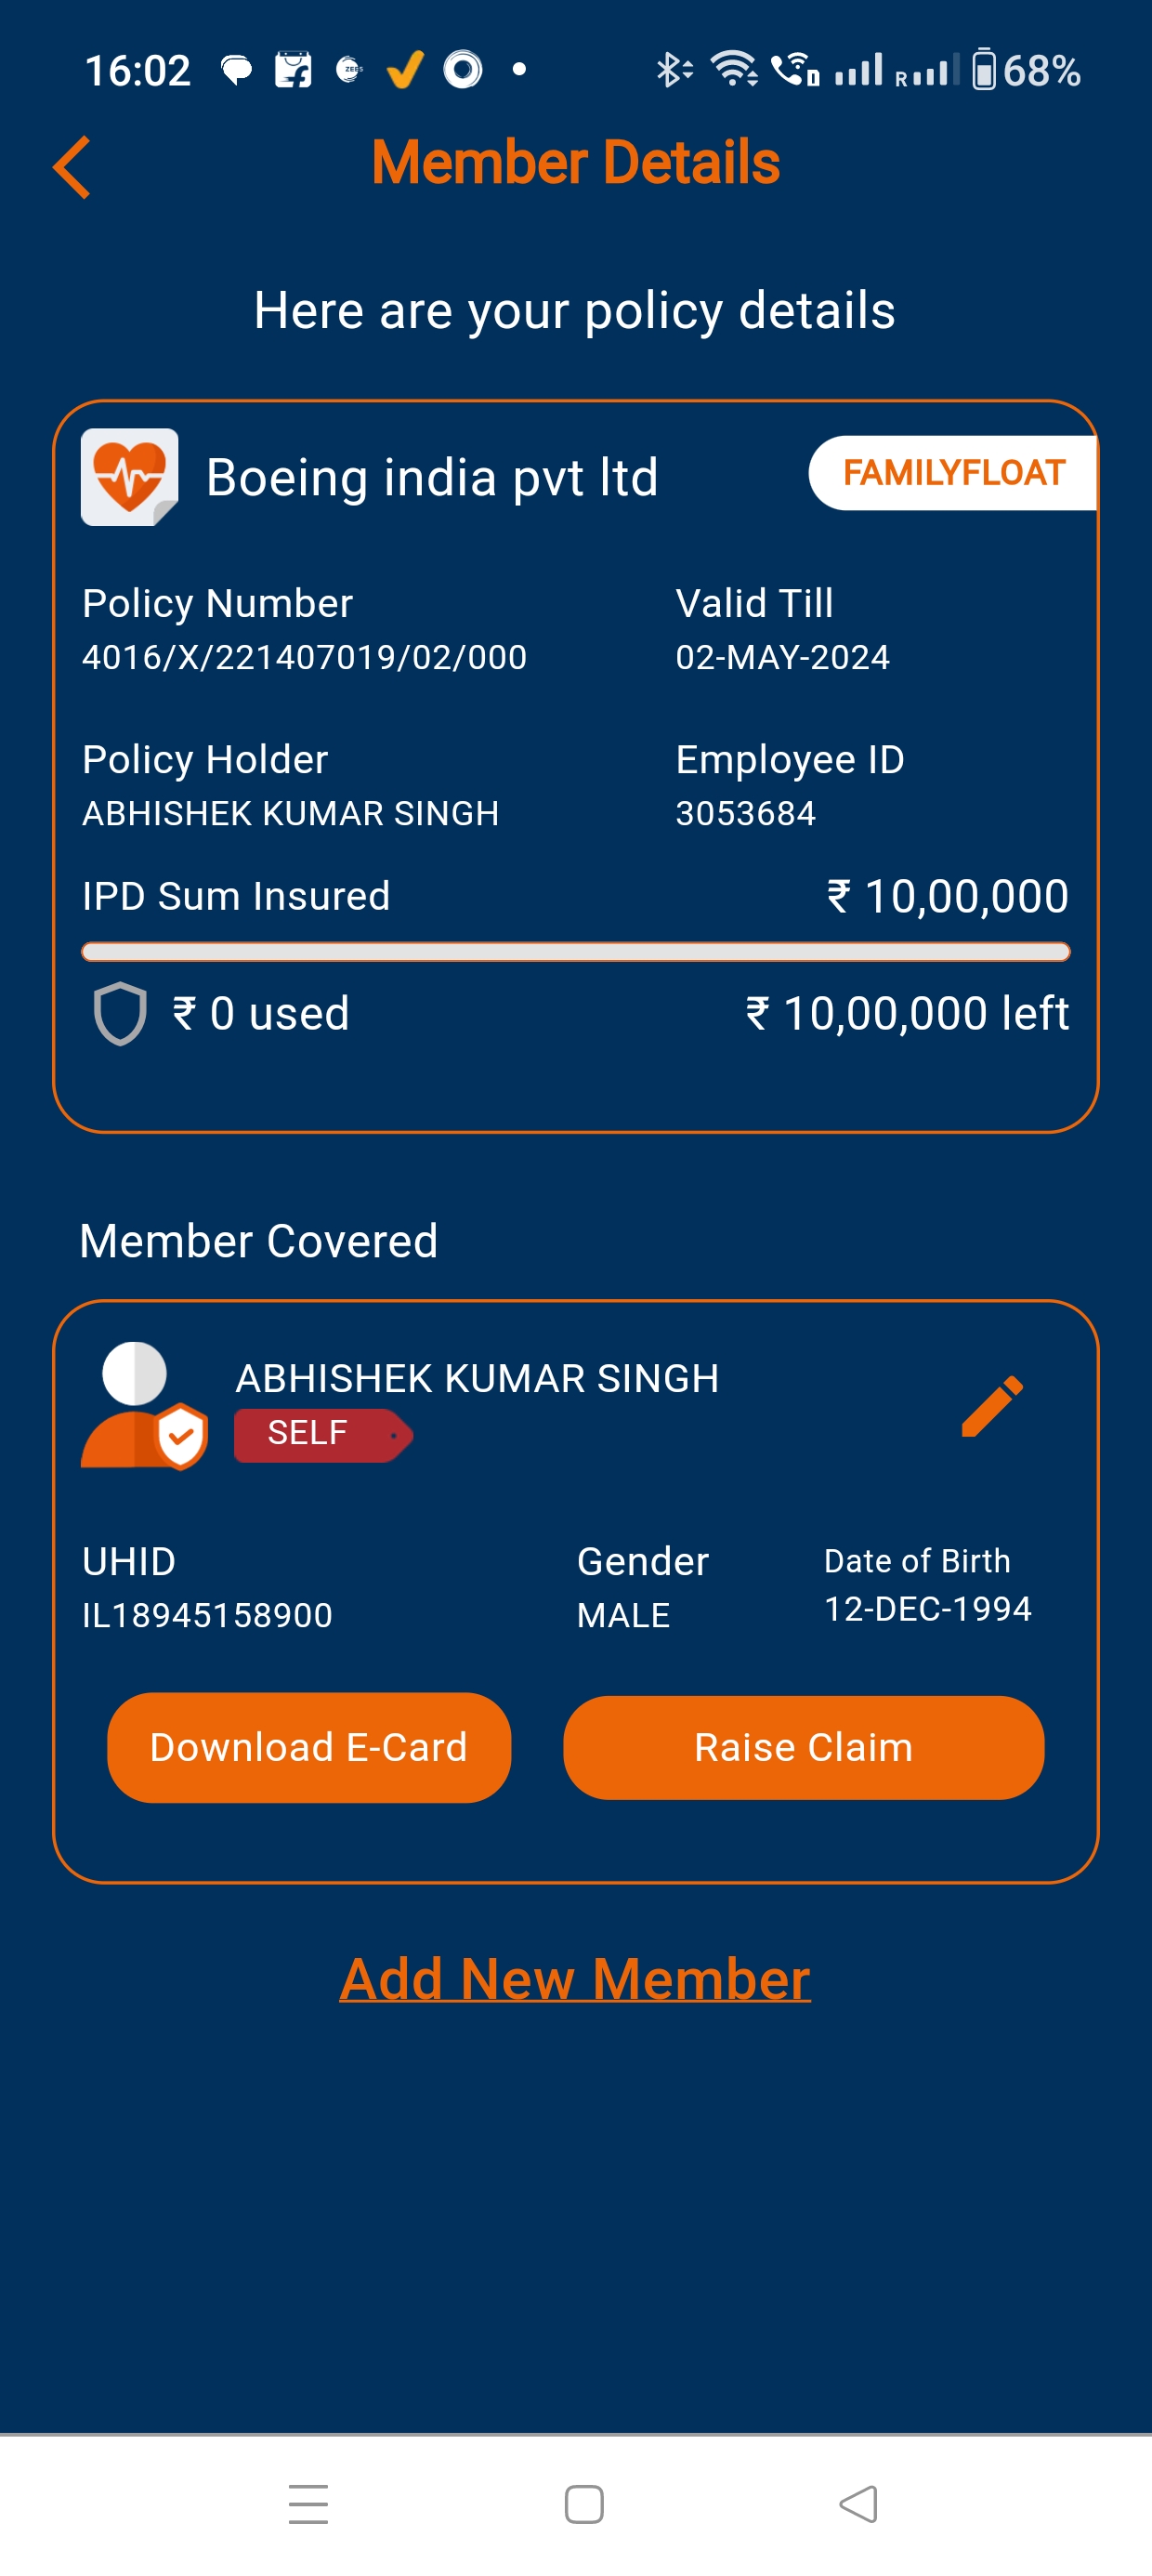 16:02
68%
Member Details
Here are your policy details
Boeing india pvt ltd
FAMILYFLOAT
Policy Number
Valid Till
4016/X/221407019/02/000
02-MAY-2024
Policy Holder
Employee ID
ABHISHEK KUMAR SINGH
3053684
IPD Sum Insured
₹ 10,00,000
₹ 0 used
₹ 10,00,000 left
Member Covered
ABHISHEK KUMAR SINGH
SELF
UHID
Gender
Date of Birth
IL18945158900
MALE
12-DEC-1994
Download E-Card
Raise Claim
Add New Member